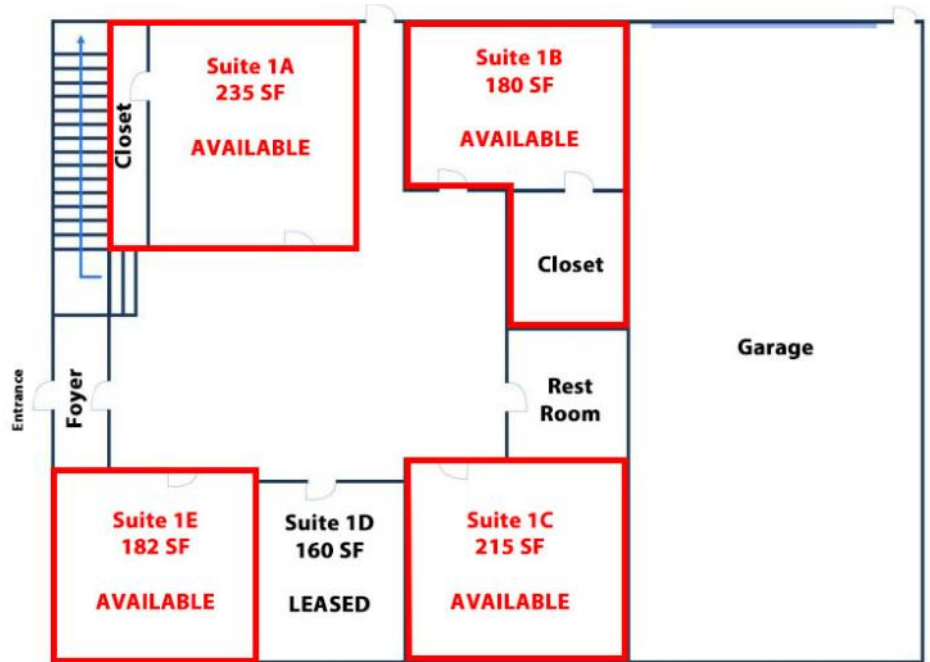 Suite 1A
235 SF
AVAILABLE
Closet
Suite 1B
180 SF
AVAILABLE
Closet
Garage
Rest
Room
Entrance
Foyer
Suite 1E
182 SF
AVAILABLE
Suite 1D
160 SF
LEASED
Suite 1C
215 SF
AVAILABLE